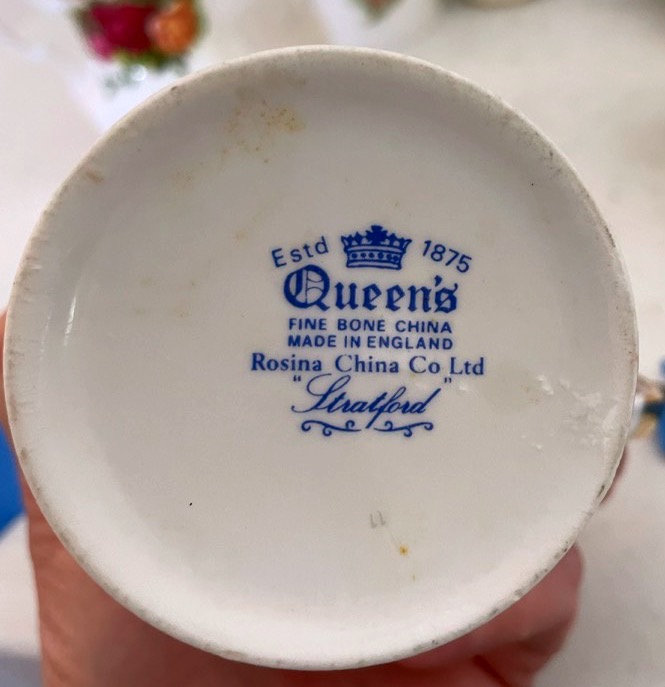 Estd 1875
Queen's
FINE BONE CHINA
MADE IN ENGLAND
Rosina China Co Ltd
"Stratford"